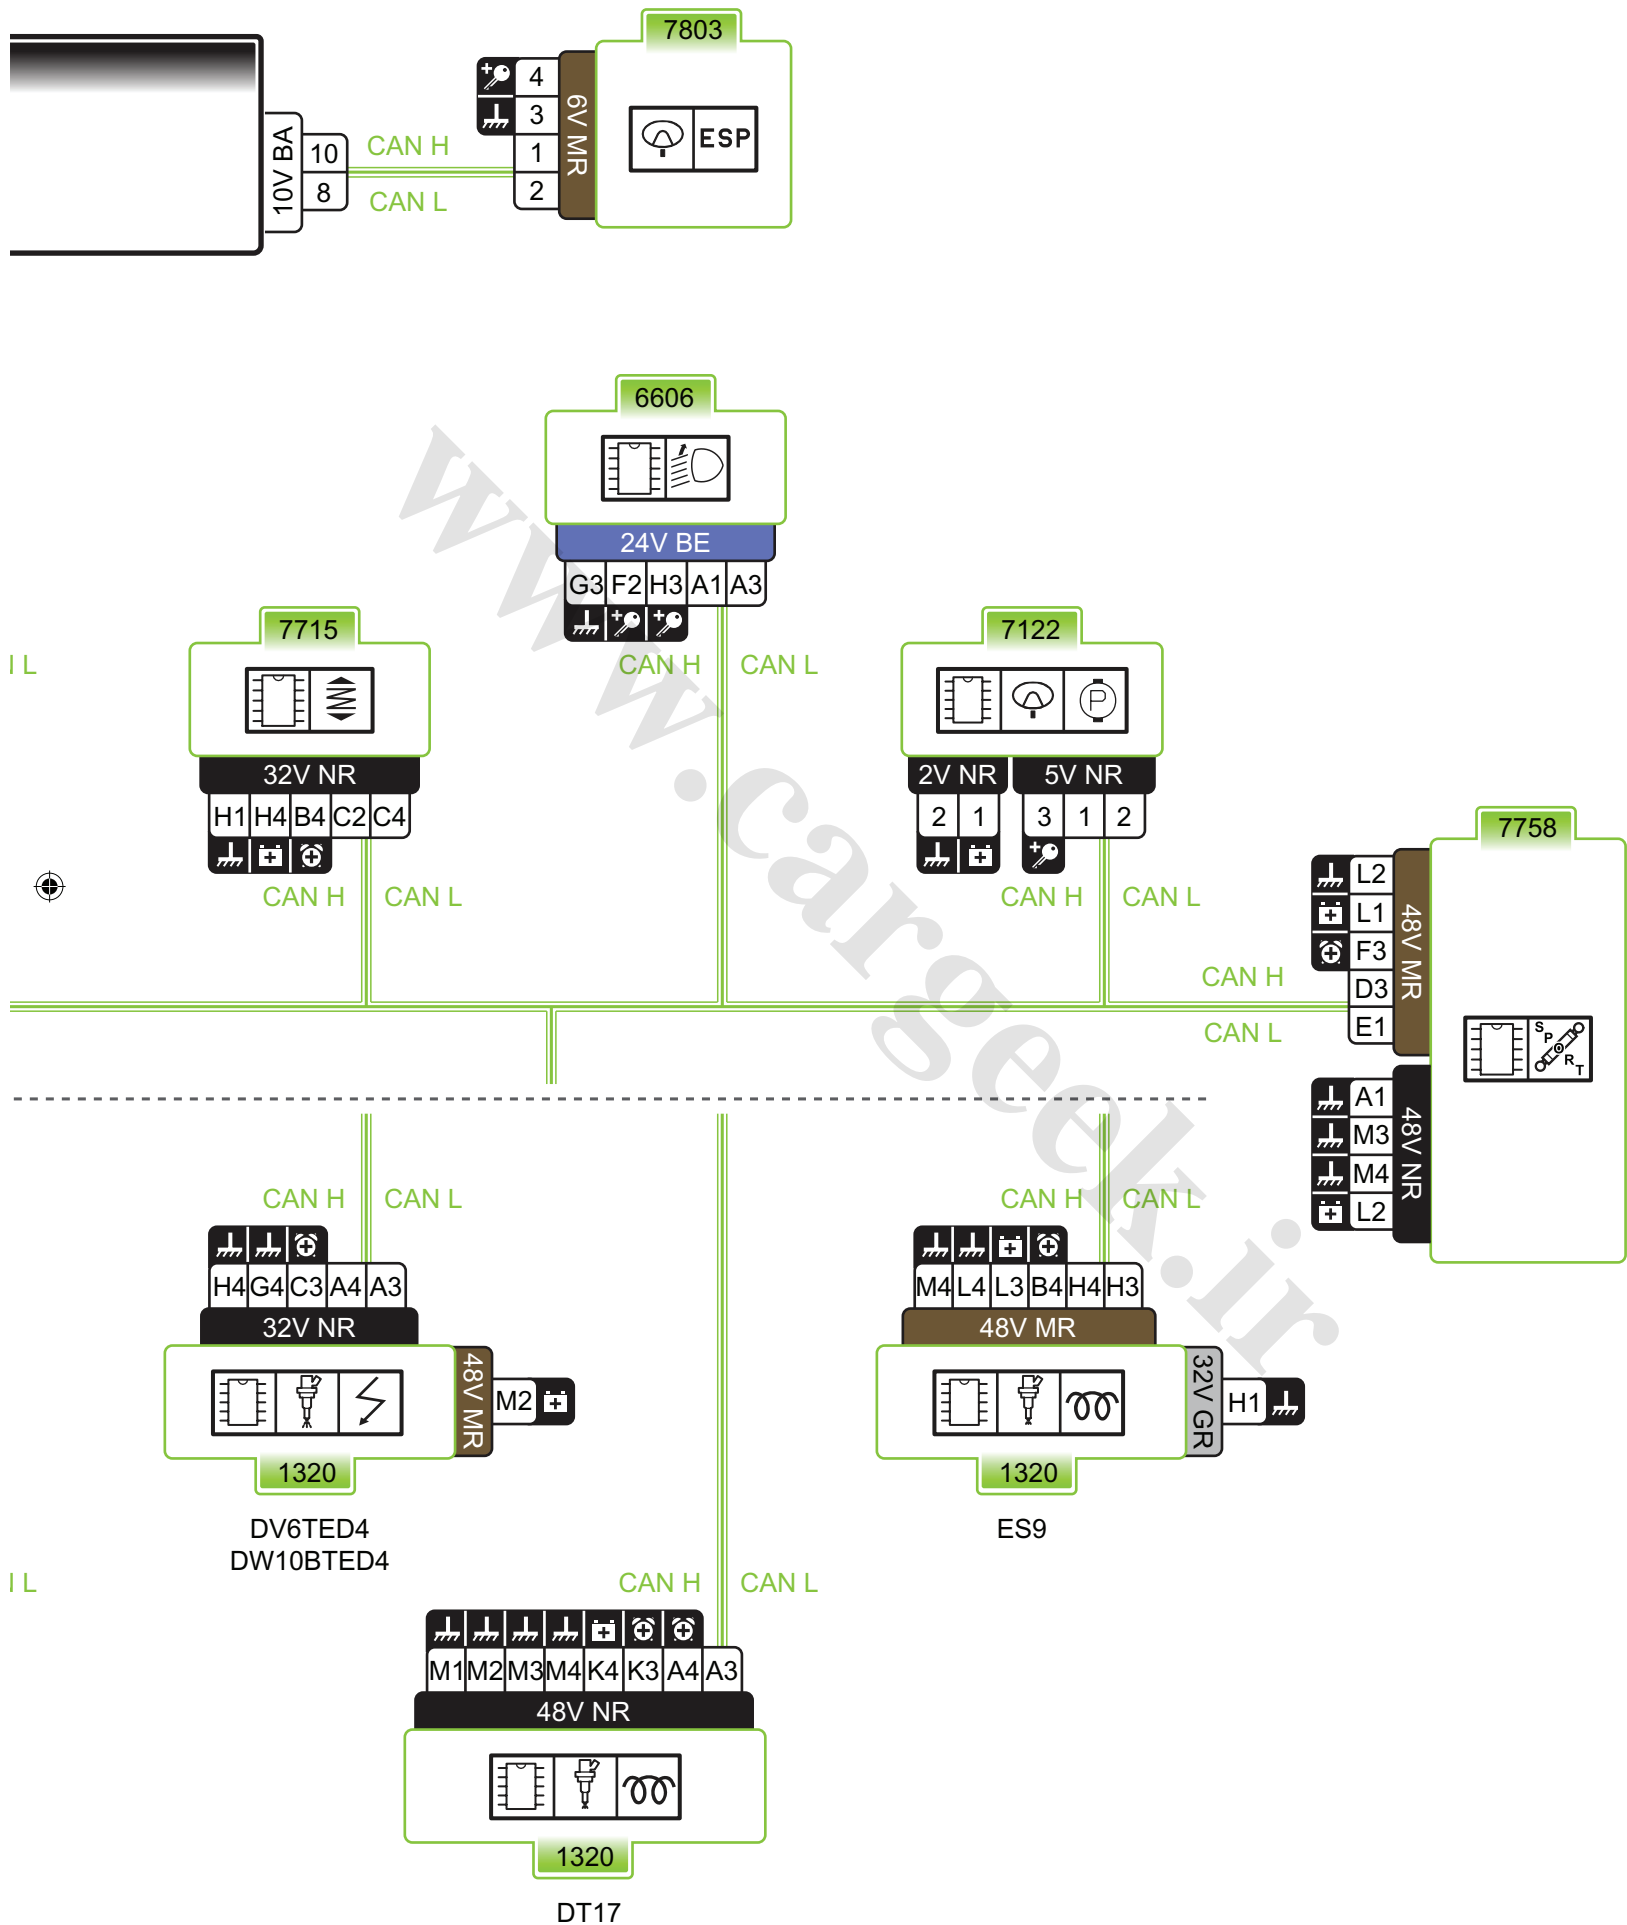 7803
4
3
1
2
6V MR
ESP
10V BA
10
8
CAN H
CAN L
6606
24V BE
G3 F2 H3 A1 A3
CAN H CAN L
7715
32V NR
H1 H4 B4 C2 C4
CAN H CAN L
7122
2V NR 5V NR
2 1 3 1 2
CAN H CAN L
L
7758
L2
L1
F3
D3
E1
48V MR
CAN H
CAN L
SPORT
A1
M3
M4
L2
48V NR
CAN H CAN L
H4 G4 C3 A4 A3
32V NR
48V MR
M2
1320
DV6TED4
DW10BTED4
CAN H CAN L
M4 L4 L3 B4 H4 H3
48V MR
32V GR
H1
1320
ES9
L
CAN H CAN L
M1 M2 M3 M4 K4 K3 A4 A3
48V NR
1320
DT17
www.cargeek.ir